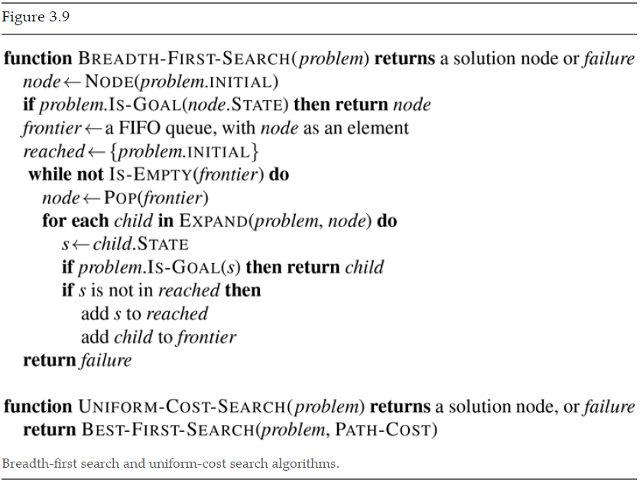 Figure 3.9
function BREADTH-FIRST-SEARCH(problem) returns a solution node or failure
node ← NODE(problem.INITIAL)
if problem.IS-GOAL(node.STATE) then return node
frontier ← a FIFO queue, with node as an element
reached ← {problem.INITIAL}
while not IS-EMPTY(frontier) do
node ← POP(frontier)
for each child in EXPAND(problem, node) do
s ← child.STATE
if problem.IS-GOAL(s) then return child
if s is not in reached then
add s to reached
add child to frontier
return failure
function UNIFORM-COST-SEARCH(problem) returns a solution node, or failure
return BEST-FIRST-SEARCH(problem, PATH-COST)
Breadth-first search and uniform-cost search algorithms.